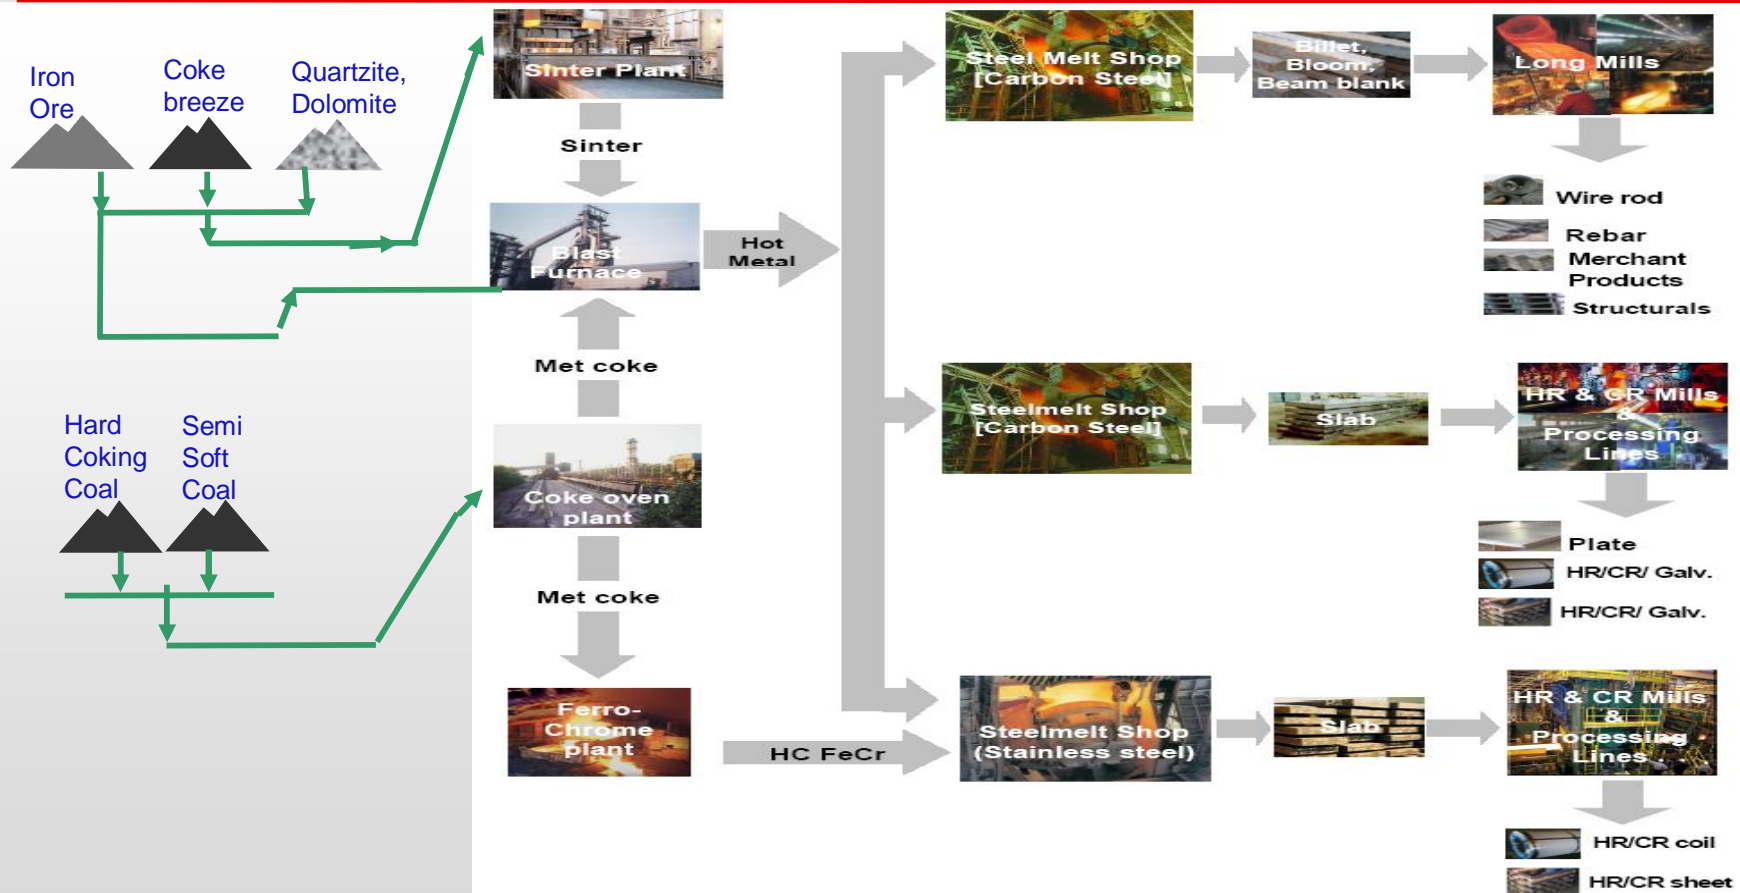 Iron
Ore
Coke
breeze
Quartzite,
Dolomite
Hard
Coking
Coal
Semi
Soft
Coal
Sinter Plant
Sinter
Blast
Furnace
Met coke
Coke oven
plant
Met coke
Ferro-
Chrome
plant
Hot
Metal
HC FeCr
Steel Melt Shop
[Carbon Steel]
Billet,
Bloom,
Beam blank
Long Mills
Wire rod
Rebar
Merchant
Products
Structurals
Steelmelt Shop
[Carbon Steel]
Slab
HR & CR Mills
&
Processing
Lines
Plate
HR/CR/ Galv.
HR/CR/ Galv.
Steelmelt Shop
(Stainless steel)
Slab
HR & CR Mills
&
Processing
Lines
HR/CR coil
HR/CR sheet